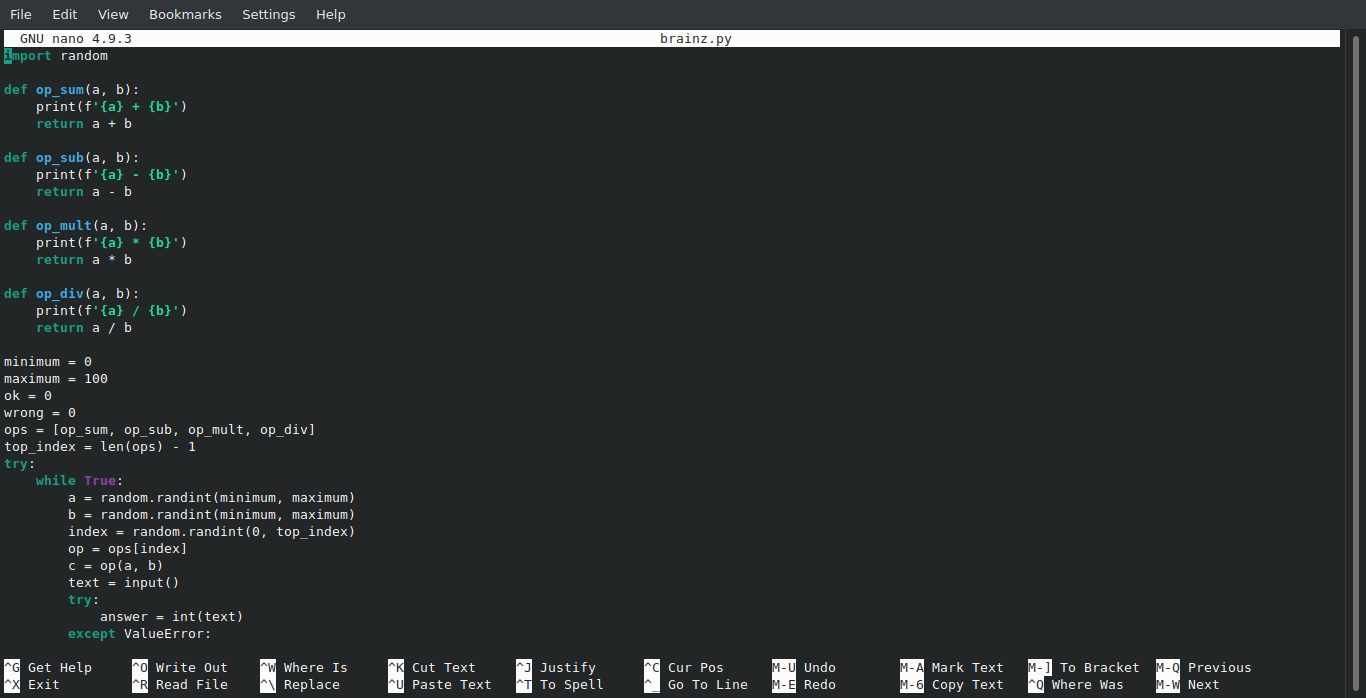 File Edit View Bookmarks Settings Help
GNU nano 4.9.3 brainz.py
import random

def op_sum(a, b):
    print(f'{a} + {b}')
    return a + b

def op_sub(a, b):
    print(f'{a} - {b}')
    return a - b

def op_mult(a, b):
    print(f'{a} * {b}')
    return a * b

def op_div(a, b):
    print(f'{a} / {b}')
    return a / b

minimum = 0
maximum = 100
ok = 0
wrong = 0
ops = [op_sum, op_sub, op_mult, op_div]
top_index = len(ops) - 1
try:
    while True:
        a = random.randint(minimum, maximum)
        b = random.randint(minimum, maximum)
        index = random.randint(0, top_index)
        op = ops[index]
        c = op(a, b)
        text = input()
        try:
            answer = int(text)
        except ValueError:

^G Get Help ^O Write Out ^W Where Is ^K Cut Text ^J Justify ^C Cur Pos M-U Undo M-A Mark Text M-] To Bracket M-Q Previous
^X Exit ^R Read File ^\ Replace ^U Paste Text ^T To Spell ^_ Go To Line M-E Redo M-6 Copy Text ^Q Where Was M-W Next